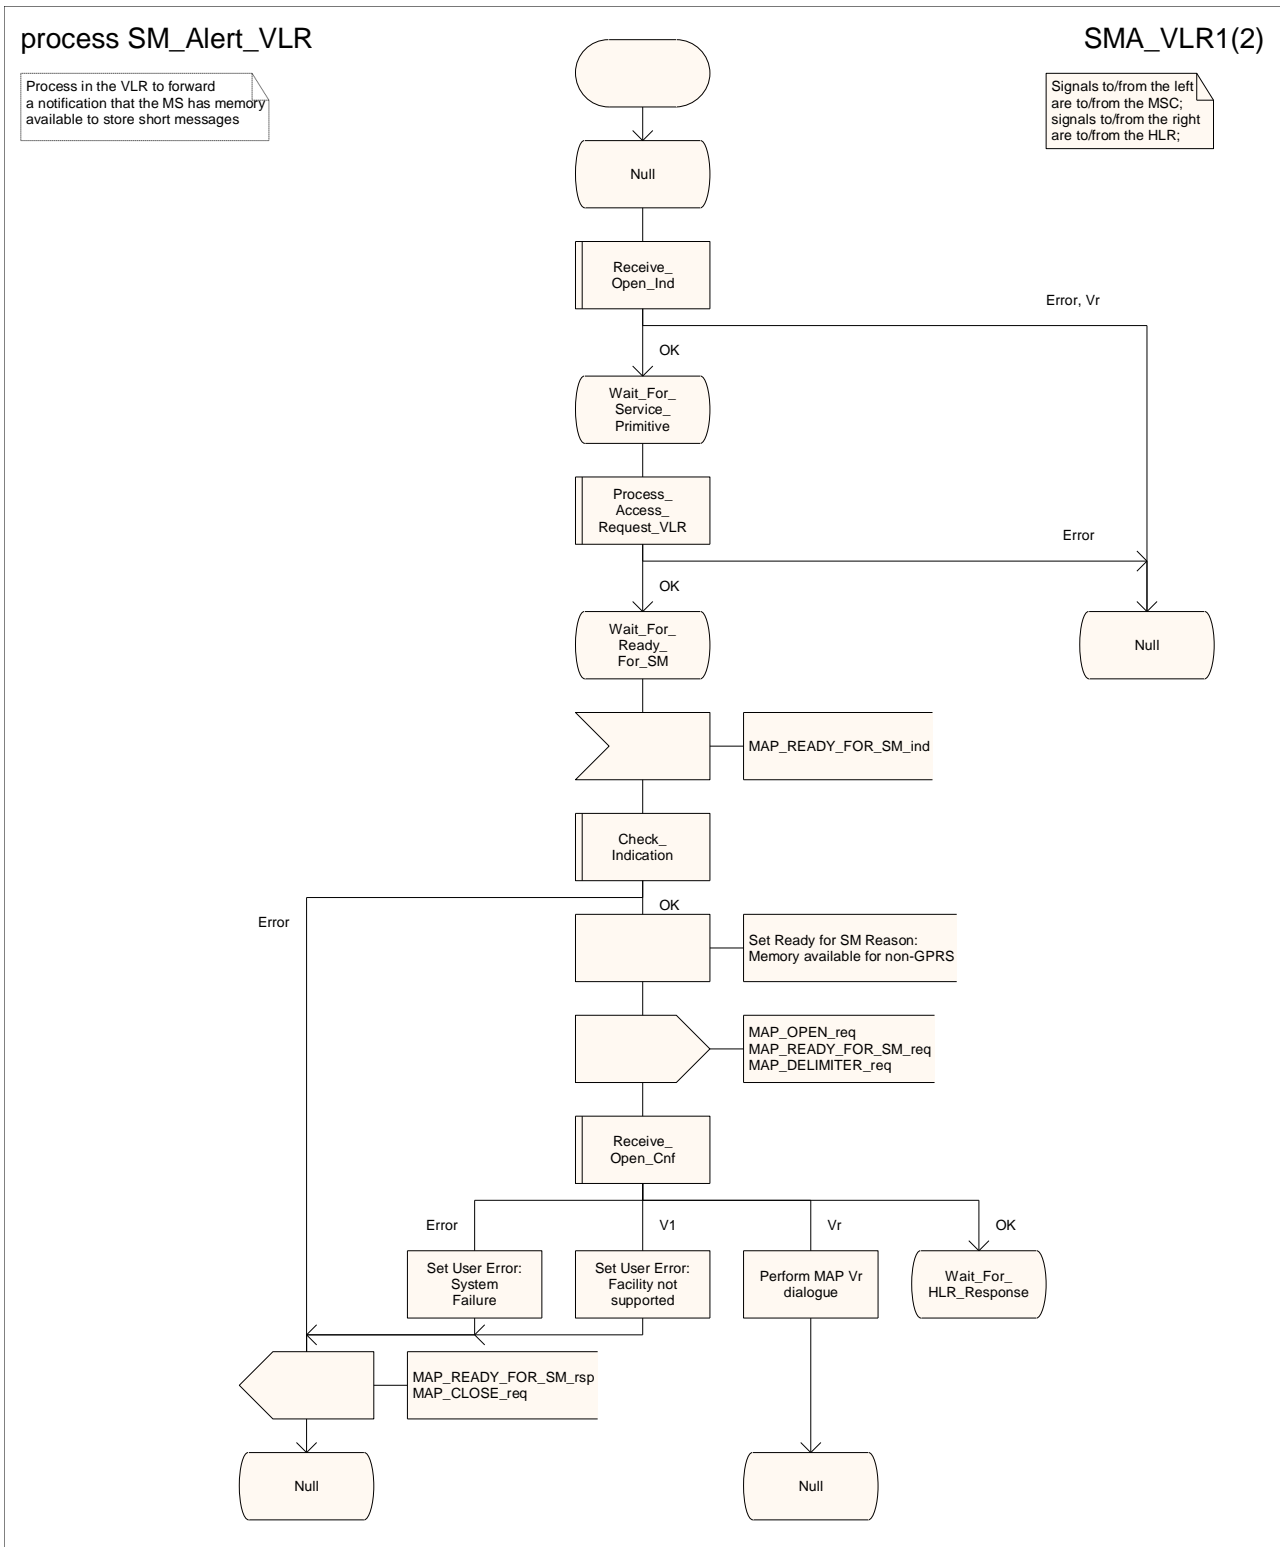 process SM_Alert_VLR
SMA_VLR1(2)
Process in the VLR to forward
a notification that the MS has memory
available to store short messages
Signals to/from the left
are to/from the MSC;
signals to/from the right
are to/from the HLR;
Null
Receive_
Open_Ind
Error, Vr
OK
Wait_For_
Service_
Primitive
Process_
Access_
Request_VLR
Error
OK
Wait_For_
Ready_
For_SM
Null
MAP_READY_FOR_SM_ind
Check_
Indication
Error
OK
Set Ready for SM Reason:
Memory available for non-GPRS
MAP_OPEN_req
MAP_READY_FOR_SM_req
MAP_DELIMITER_req
Receive_
Open_Cnf
Error
V1
Vr
OK
Set User Error:
System
Failure
Set User Error:
Facility not
supported
Perform MAP Vr
dialogue
Wait_For_
HLR_Response
MAP_READY_FOR_SM_rsp
MAP_CLOSE_req
Null
Null